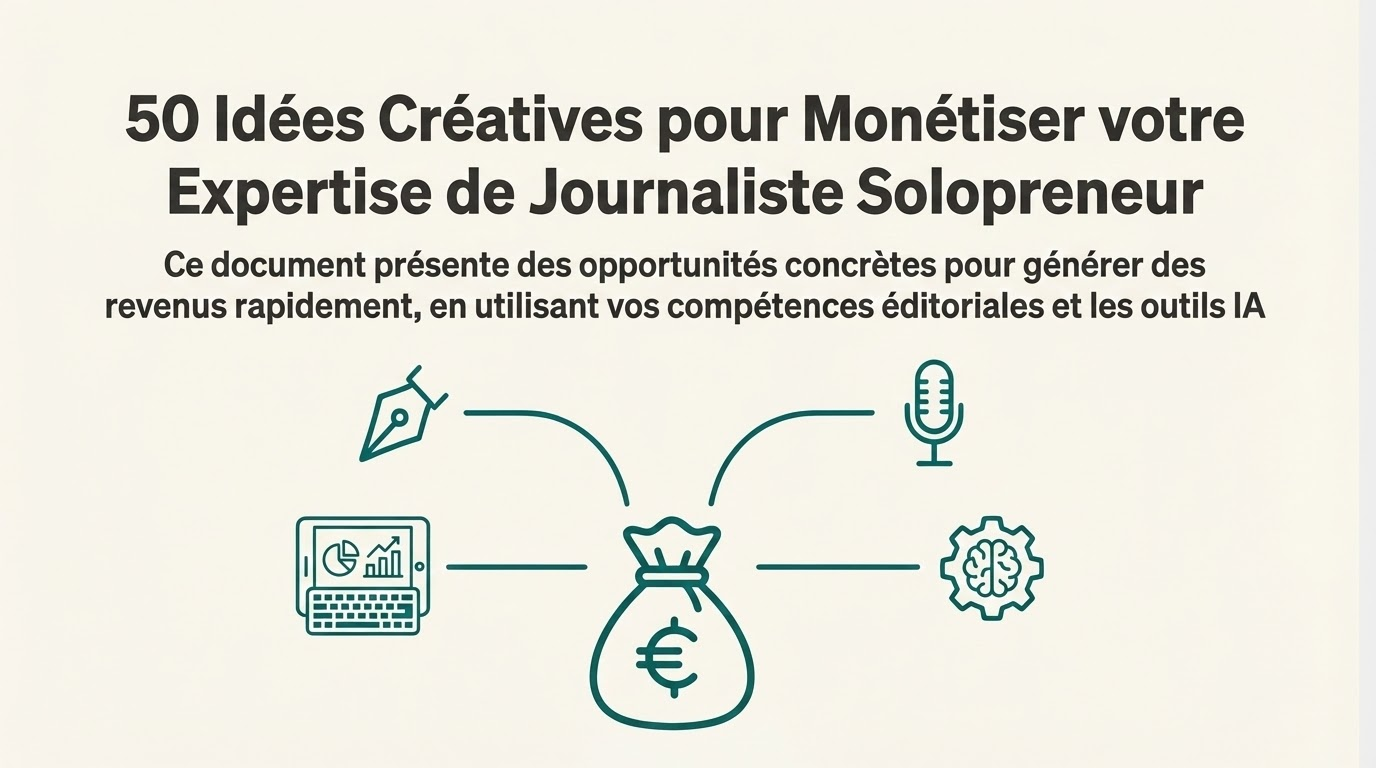 50 Idées Créatives pour Monétiser votre
Expertise de Journaliste Solopreneur
Ce document présente des opportunités concrètes pour générer des
revenus rapidement, en utilisant vos compétences éditoriales et les outils IA
€